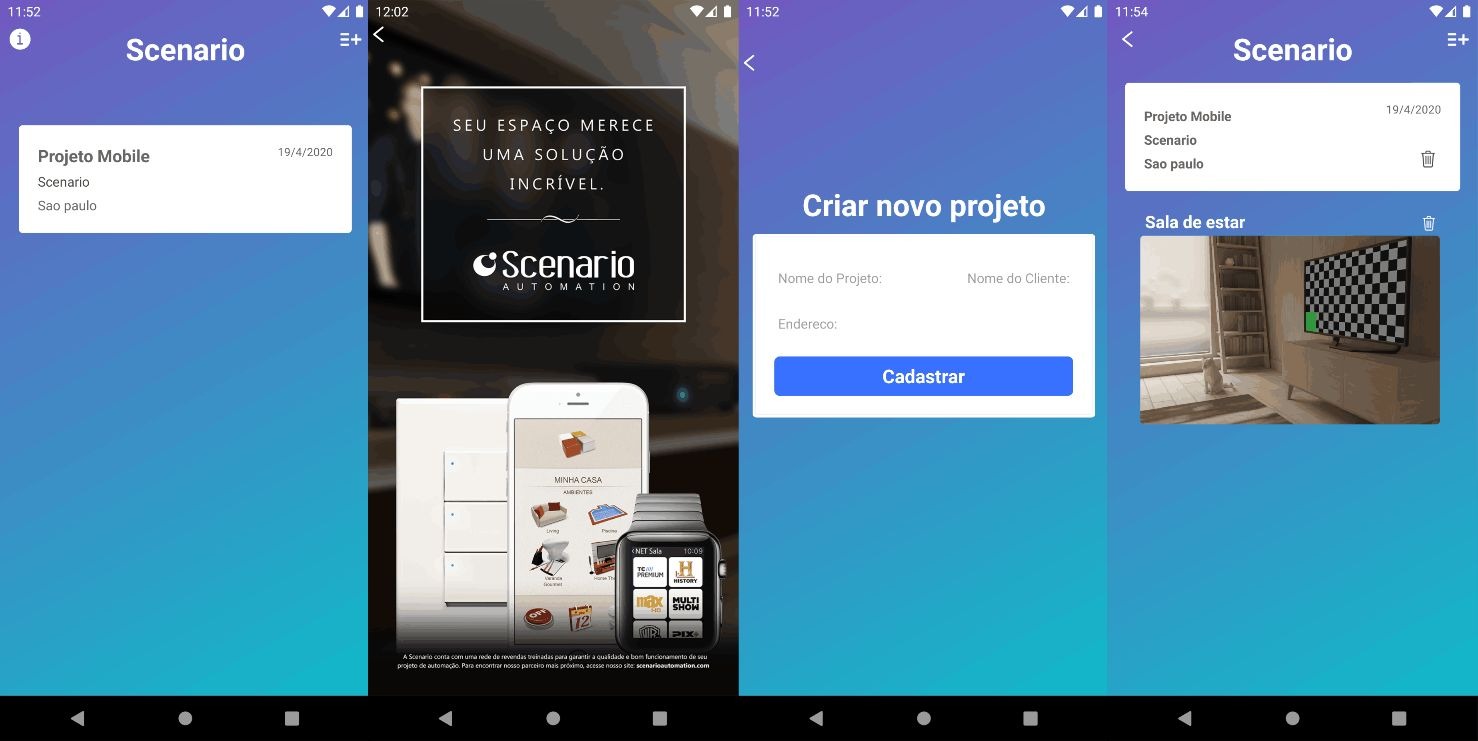 11:52
Scenario
Projeto Mobile
19/4/2020
Scenario
Sao paulo
12:02
SEU ESPAÇO MERECE
UMA SOLUÇÃO
INCRÍVEL.
Scenario
AUTOMATION
MINHA CASA
AMBIENTES
Living
Piscina
Varanda
Gourmet
Home Th
OFF
12
NET Sala
10:09
TC
PREMIUM
H
HISTORY
max
HD
MULTI
SHOW
PIX+
A Scenario conta com uma rede de revendas treinadas para garantir a qualidade e bom funcionamento de seu
projeto de automação. Para encontrar nosso parceiro mais próximo, acesse nosso site: scenarioautomation.com
11:52
Criar novo projeto
Nome do Projeto:
Nome do Cliente:
Endereco:
Cadastrar
11:54
Scenario
Projeto Mobile
19/4/2020
Scenario
Sao paulo
Sala de estar